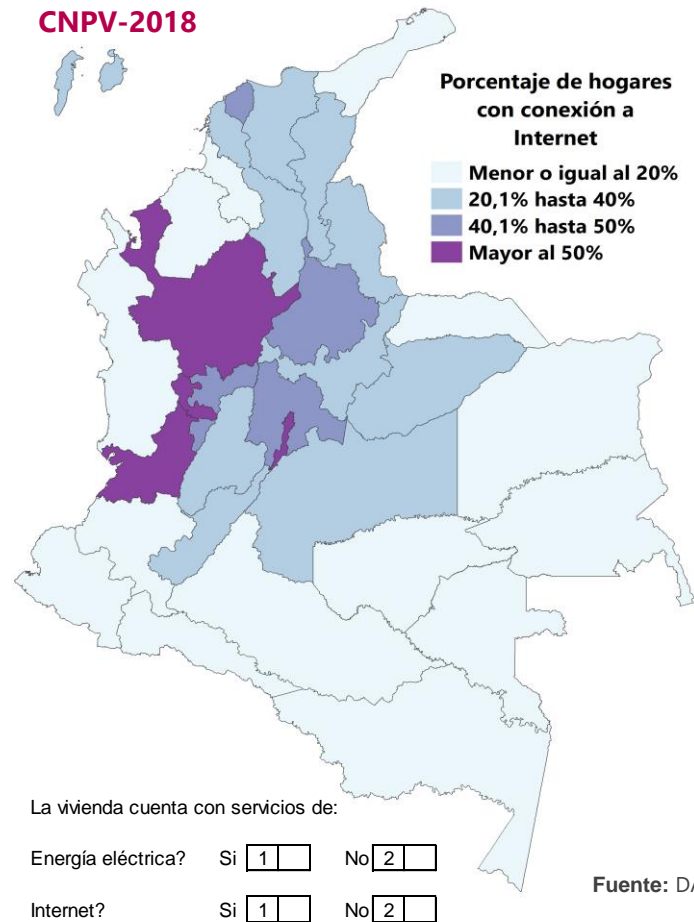 CNPV-2018
Porcentaje de hogares
con conexión a
Internet
Menor o igual al 20%
20,1% hasta 40%
40,1% hasta 50%
Mayor al 50%
La vivienda cuenta con servicios de:
Energía eléctrica? Si 1 No 2
Internet? Si 1 No 2
Fuente: